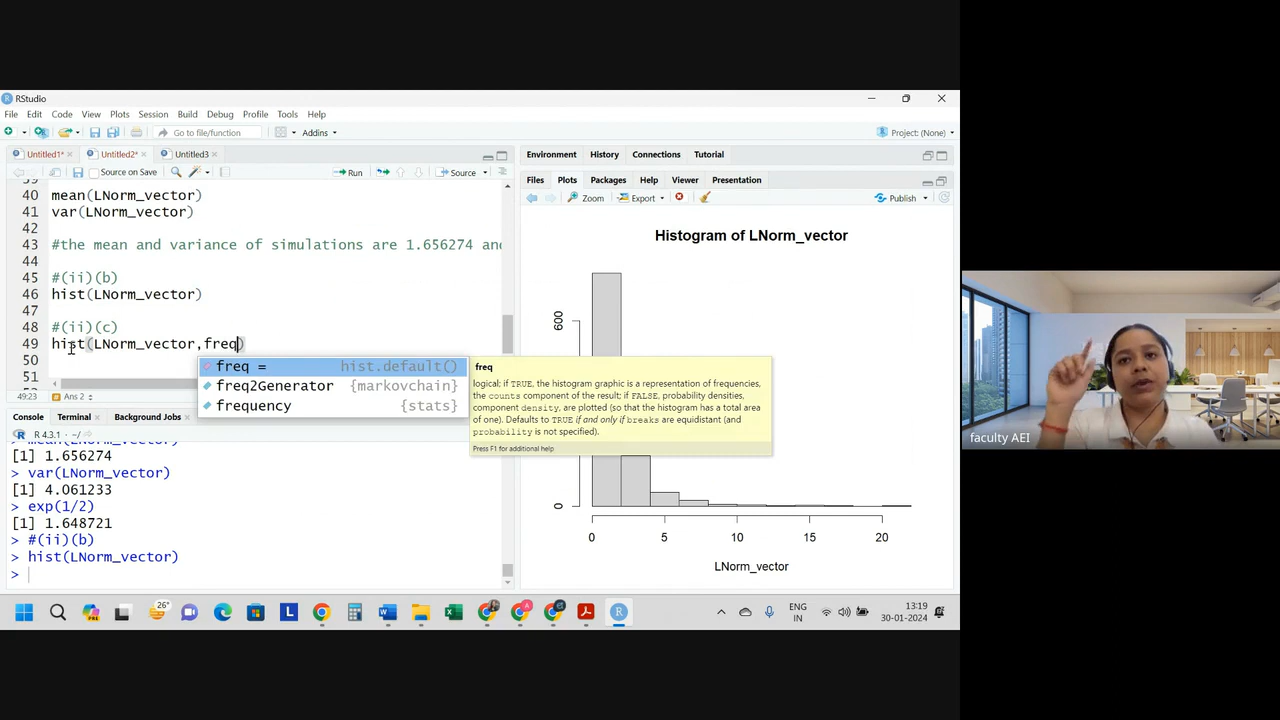 RStudio
File Edit Code View Plots Session Build Debug Profile Tools Help
Go to file/function Addins Project: (None)
Untitled1* Untitled2* Untitled3
Source on Save Run Source
40 mean(LNorm_vector)
41 var(LNorm_vector)
42
43 #the mean and variance of simulations are 1.656274 and
44
45 #(ii)(b)
46 hist(LNorm_vector)
47
48 #(ii)(c)
49 hist(LNorm_vector,freq)
50
51
freq = hist.default()
freq2Generator {markovchain}
frequency {stats}
freq
logical; if TRUE, the histogram graphic is a representation of frequencies,
the counts component of the result; if FALSE, probability densities,
component density, are plotted (so that the histogram has a total area
of one). Defaults to TRUE if and only if breaks are equidistant (and
probability is not specified).
Press F1 for additional help
49:23 Ans 2
Console Terminal Background Jobs
R 4.3.1 · ~/
> mean(LNorm_vector)
[1] 1.656274
> var(LNorm_vector)
[1] 4.061233
> exp(1/2)
[1] 1.648721
> #(ii)(b)
> hist(LNorm_vector)
>
Environment History Connections Tutorial
Files Plots Packages Help Viewer Presentation
Zoom Export Publish
Histogram of LNorm_vector
600
0
0 5 10 15 20
LNorm_vector
faculty AEI
26°
ENG
IN
13:19
30-01-2024